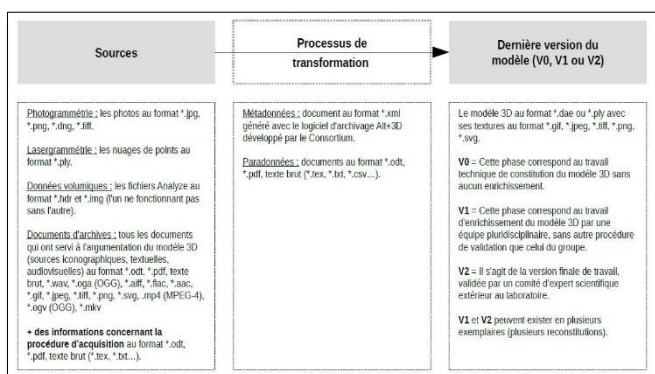 Sources
Processus de
transformation
Dernière version du
modèle (V0, V1 ou V2)
Photogrammétrie : les photos au format *.jpg,
*.png, *.dng, *.tiff.
Lasergrammétrie : les nuages de points au
format *.ply.
Données volumiques : les fichiers Analyze au
format *.hdr et *.img (l'un ne fonctionnant pas
sans l'autre).
Documents d'archives : tous les documents
qui ont servi à l'argumentation du modèle 3D
(sources iconographiques, textuelles,
audiovisuelles) au format *.odt, *.pdf, texte
brut, *.wav, *.oga (OGG), *.aiff, *.flac, *.aac,
*.gif, *.jpeg, *.tiff, *.png, *.svg, .mp4 (MPEG-4),
*.ogv (OGG), *.mkv
+ des informations concernant la
procédure d'acquisition au format *.odt,
*.pdf, texte brut (*.tex, *.txt…).
Métadonnées : document au format *.xml
généré avec le logiciel d'archivage Alt+3D
développé par le Consortium.
Paradonnées : documents au format *.odt,
*.pdf, texte brut (*.tex, *.txt, *.csv…).
Le modèle 3D au format *.dae ou *.ply avec
ses textures au format *.gif, *.jpeg, *.tiff, *.png,
*.svg.
V0 = Cette phase correspond au travail
technique de constitution du modèle 3D sans
aucun enrichissement.
V1 = Cette phase correspond au travail
d'enrichissement du modèle 3D par une
équipe pluridisciplinaire, sans autre procédure
de validation que celui du groupe.
V2 = Il s'agit de la version finale de travail,
validée par un comité d'expert scientifique
extérieur au laboratoire.
V1 et V2 peuvent exister en plusieurs
exemplaires (plusieurs reconstitutions).